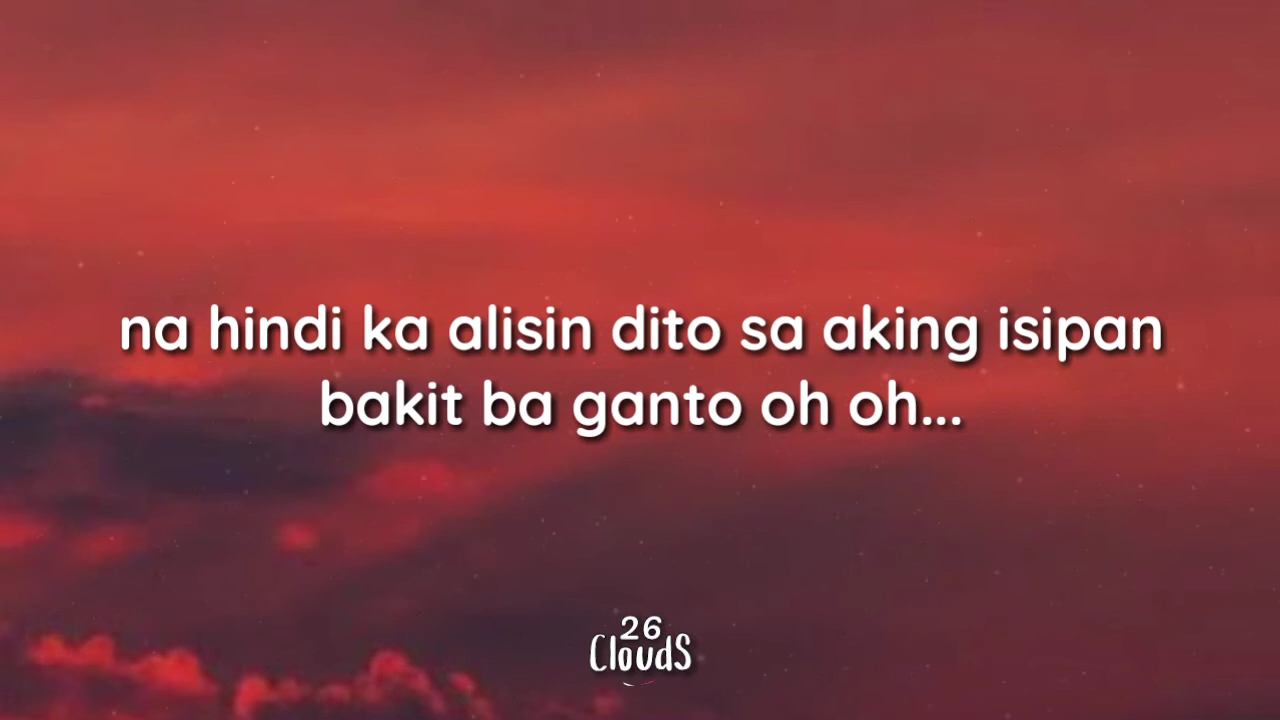 na hindi ka alisin dito sa aking isipan
bakit ba ganto oh oh...
26
Clouds